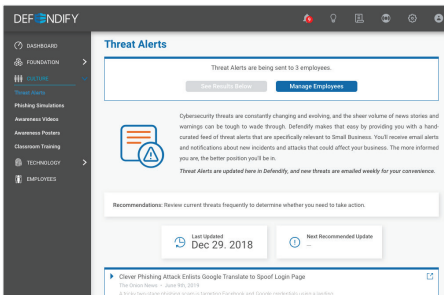 DEFENDIFY
Threat Alerts
DASHBOARD
FOUNDATION
CULTURE
Threat Alerts
Phishing Simulations
Awareness Videos
Awareness Posters
Classroom Training
TECHNOLOGY
EMPLOYEES
Threat Alerts are being sent to 3 employees.
See Results Below
Manage Employees
Cybersecurity threats are constantly changing and evolving, and the sheer volume of news stories and
warnings can be tough to wade through. Defendify makes that easy by providing you with a hand-
curated feed of threat alerts that are specifically relevant to Small Business. You'll receive email alerts
and notifications about new incidents and attacks that could affect your business. The more informed
you are, the better position you'll be in.
Threat Alerts are updated here in Defendify, and new threats are emailed weekly for your convenience.
Recommendations: Review current threats frequently to determine whether you need to take action.
Last Updated
Dec 29. 2018
Next Recommended Update
--
Clever Phishing Attack Enlists Google Translate to Spoof Login Page